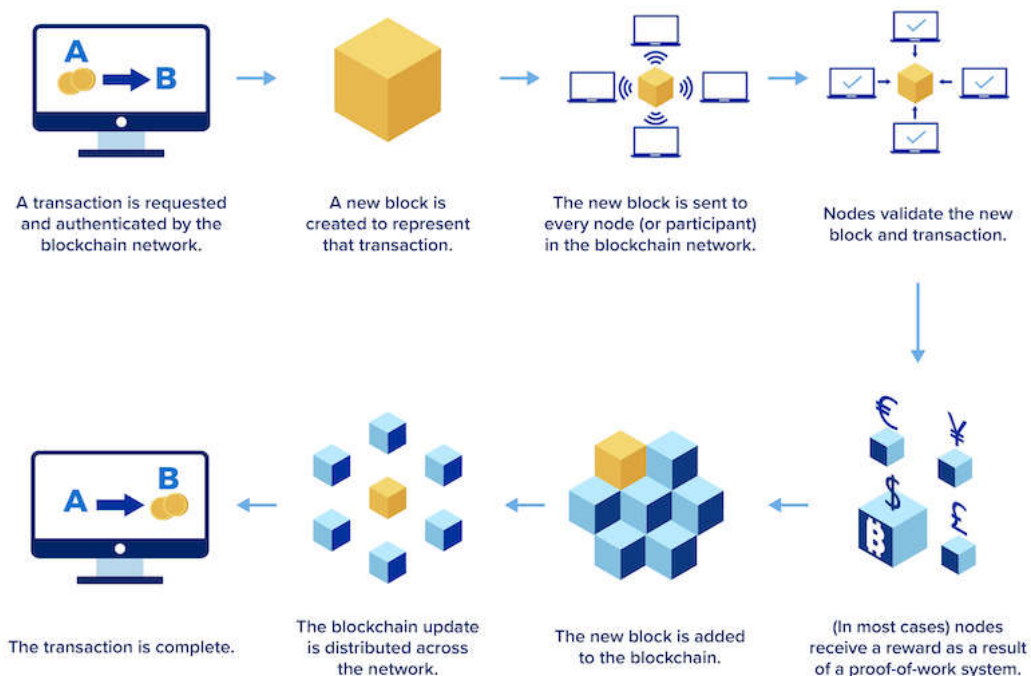 A
B
A transaction is requested
and authenticated by the
blockchain network.
A new block is
created to represent
that transaction.
The new block is sent to
every node (or participant)
in the blockchain network.
Nodes validate the new
block and transaction.
€
¥
$
£
₿
(In most cases) nodes
receive a reward as a result
of a proof-of-work system.
The new block is added
to the blockchain.
The blockchain update
is distributed across
the network.
A
B
The transaction is complete.